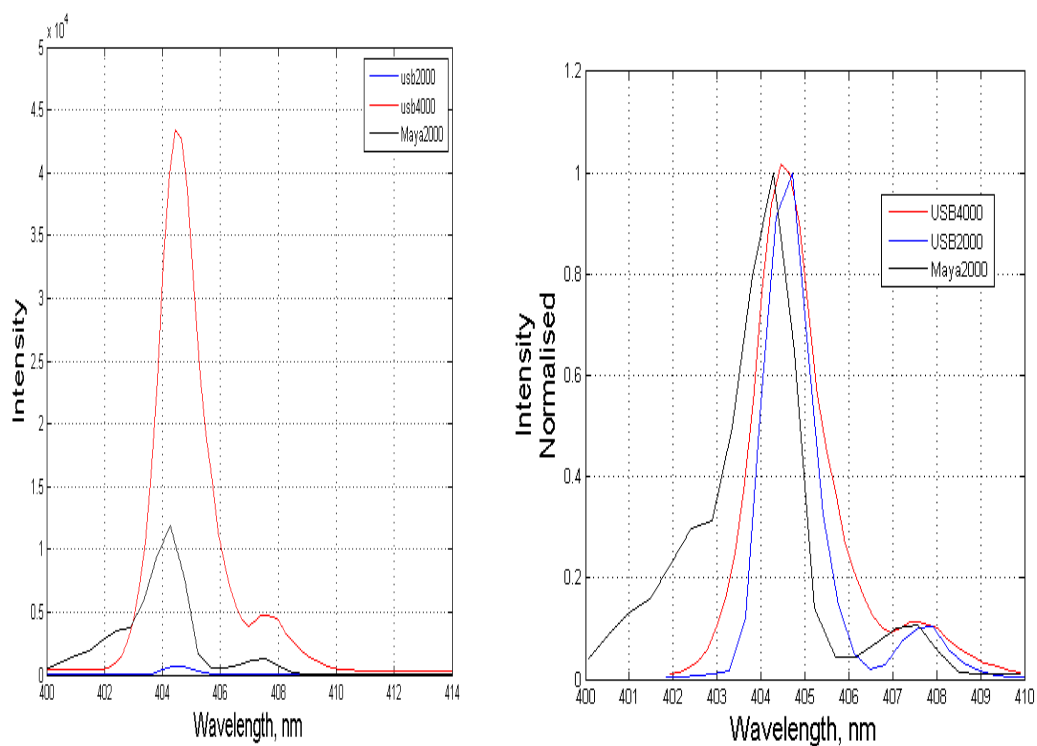 x 10⁴
5
4.5
4
3.5
3
2.5
2
1.5
1
0.5
0
400 402 404 406 408 410 412 414
Intensity
Wavelength, nm
usb2000
usb4000
Maya2000
1.2
1
0.8
0.6
0.4
0.2
0
400 401 402 403 404 405 406 407 408 409 410
Intensity
Normalised
Wavelength, nm
USB4000
USB2000
Maya2000